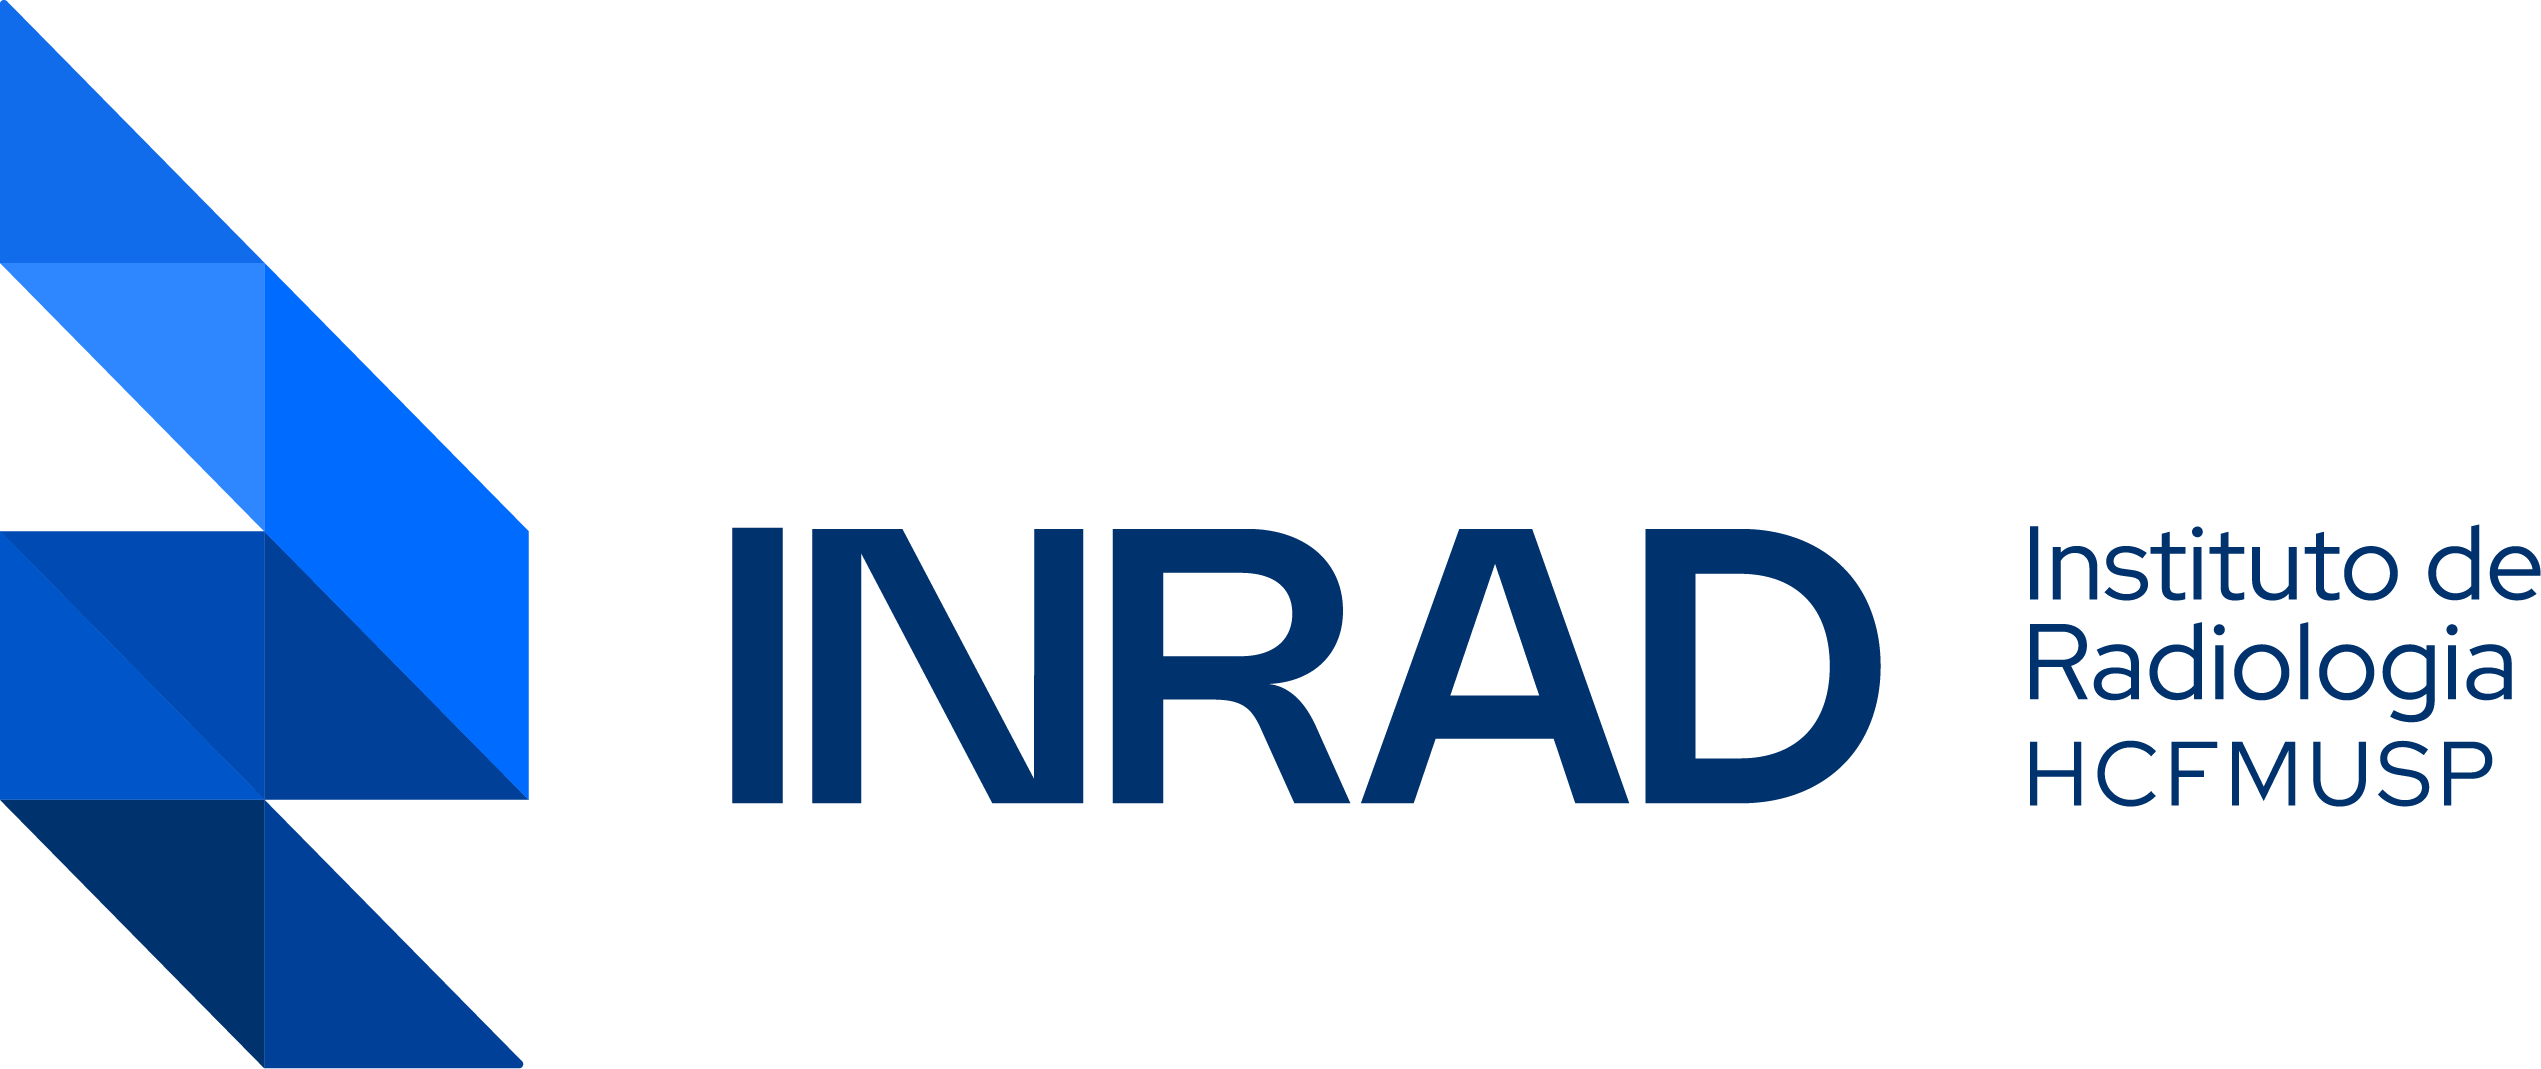 INRAD
Instituto de
Radiologia
HCFMUSP